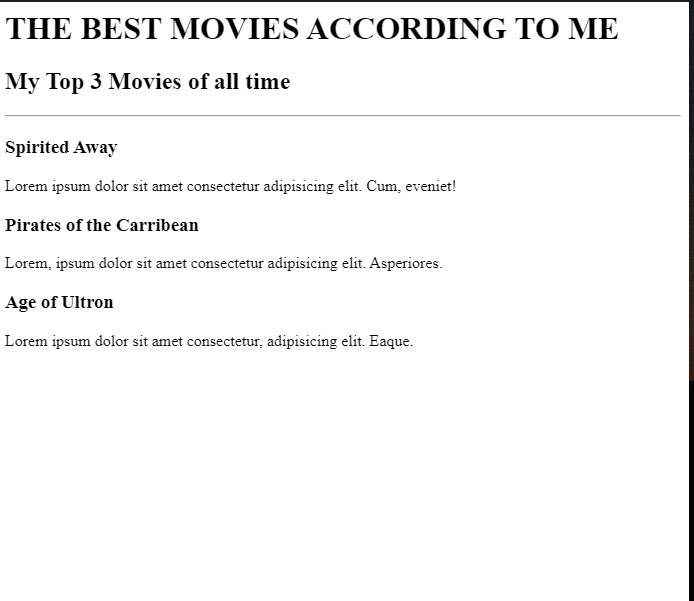 THE BEST MOVIES ACCORDING TO ME
My Top 3 Movies of all time
Spirited Away
Lorem ipsum dolor sit amet consectetur adipisicing elit. Cum, eveniet!
Pirates of the Carribean
Lorem, ipsum dolor sit amet consectetur adipisicing elit. Asperiores.
Age of Ultron
Lorem ipsum dolor sit amet consectetur, adipisicing elit. Eaque.